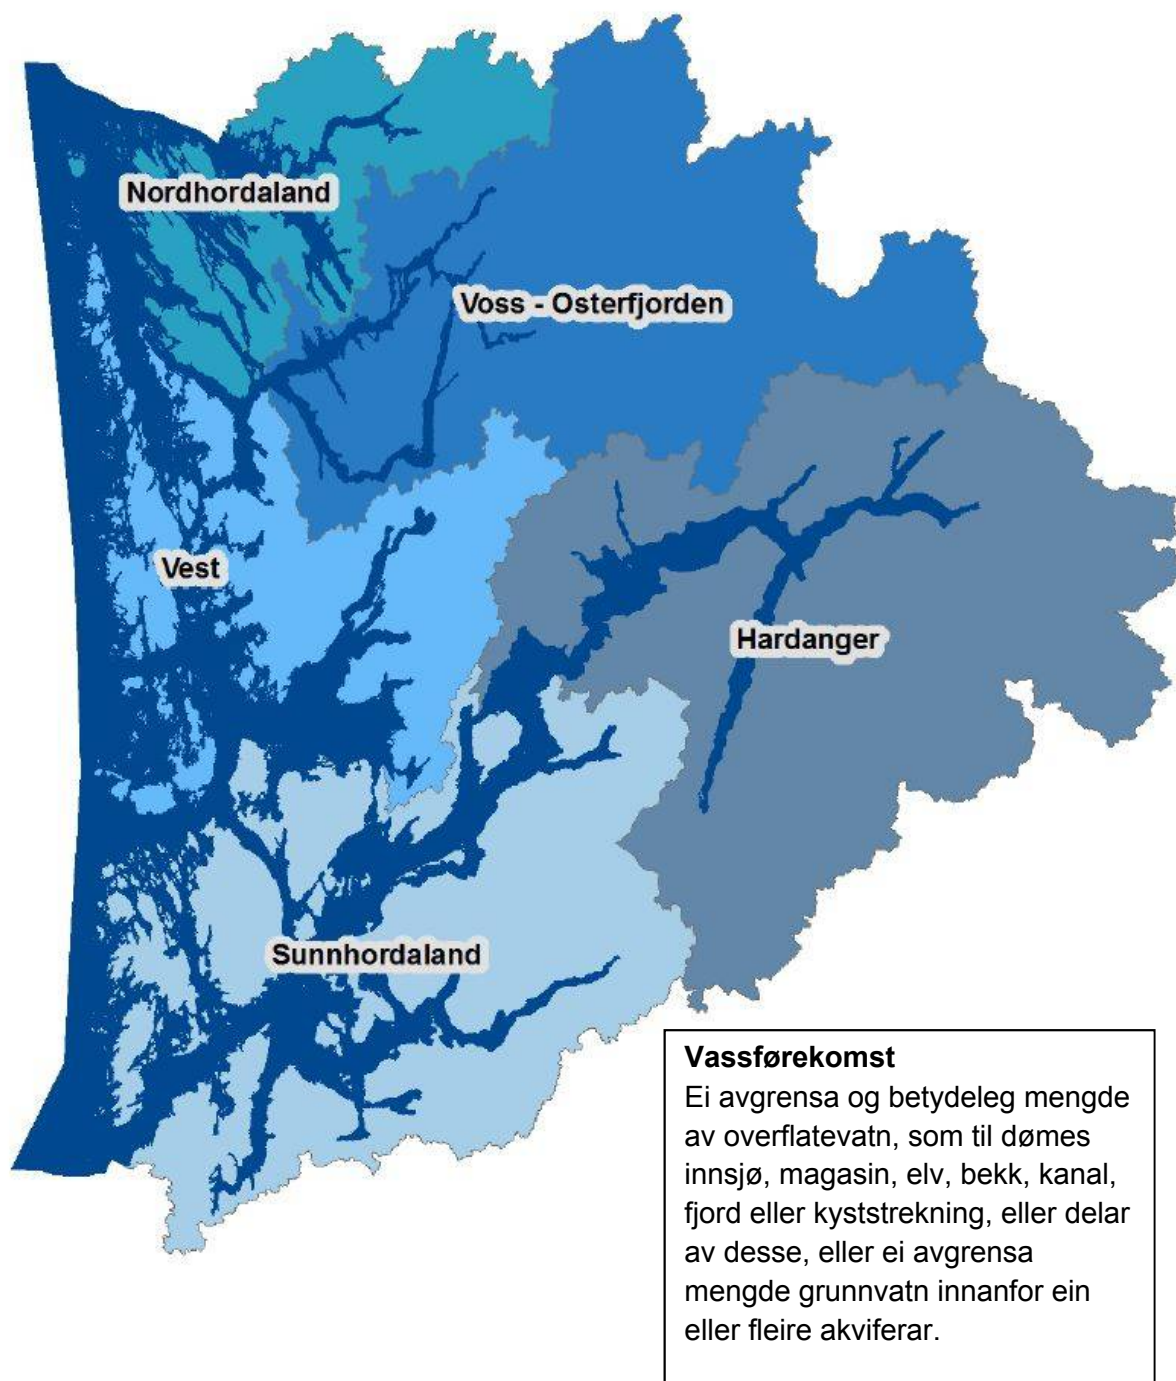 Nordhordaland
Voss - Osterfjorden
Vest
Hardanger
Sunnhordaland
Vassførekomst
Ei avgrensa og betydeleg mengde
av overflatevatn, som til dømes
innsjø, magasin, elv, bekk, kanal,
fjord eller kyststrekning, eller delar
av desse, eller ei avgrensa
mengde grunnvatn innanfor ein
eller fleire akviferar.